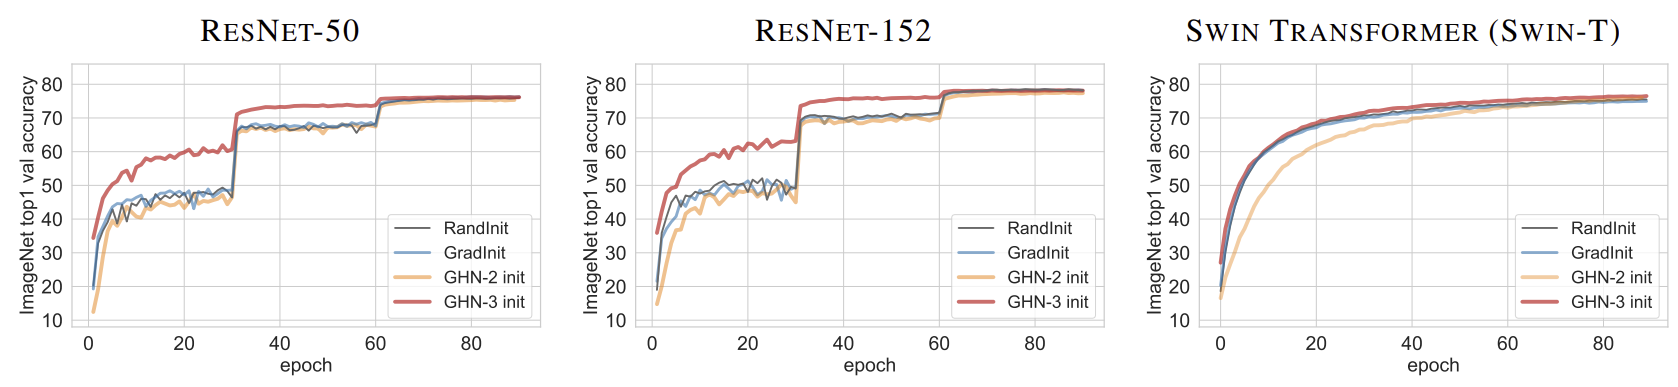 RESNET-50
ImageNet top1 val accuracy
80
70
60
50
40
30
20
10
RandInit
GradInit
GHN-2 init
GHN-3 init
0 20 40 60 80
epoch
RESNET-152
ImageNet top1 val accuracy
80
70
60
50
40
30
20
10
RandInit
GradInit
GHN-2 init
GHN-3 init
0 20 40 60 80
epoch
SWIN TRANSFORMER (SWIN-T)
ImageNet top1 val accuracy
80
70
60
50
40
30
20
10
RandInit
GradInit
GHN-2 init
GHN-3 init
0 20 40 60 80
epoch